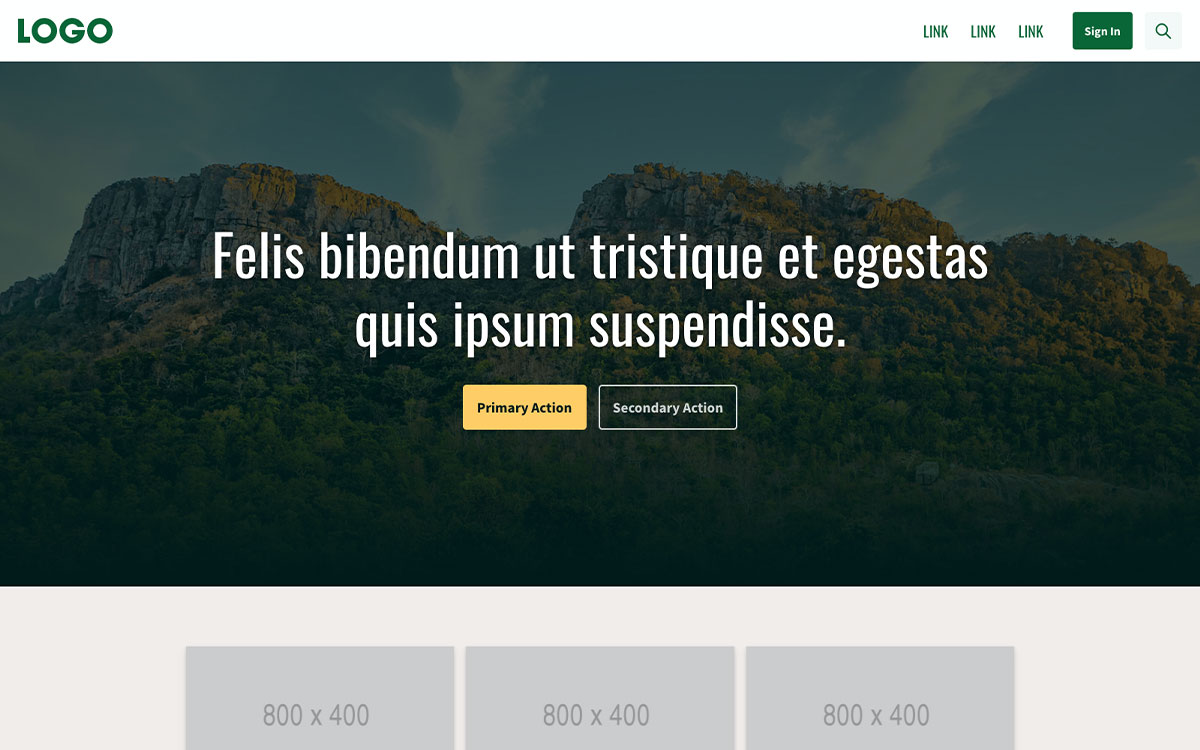 LOGO
LINK LINK LINK Sign In
Felis bibendum ut tristique et egestas
quis ipsum suspendisse.
Primary Action Secondary Action
800 x 400 800 x 400 800 x 400